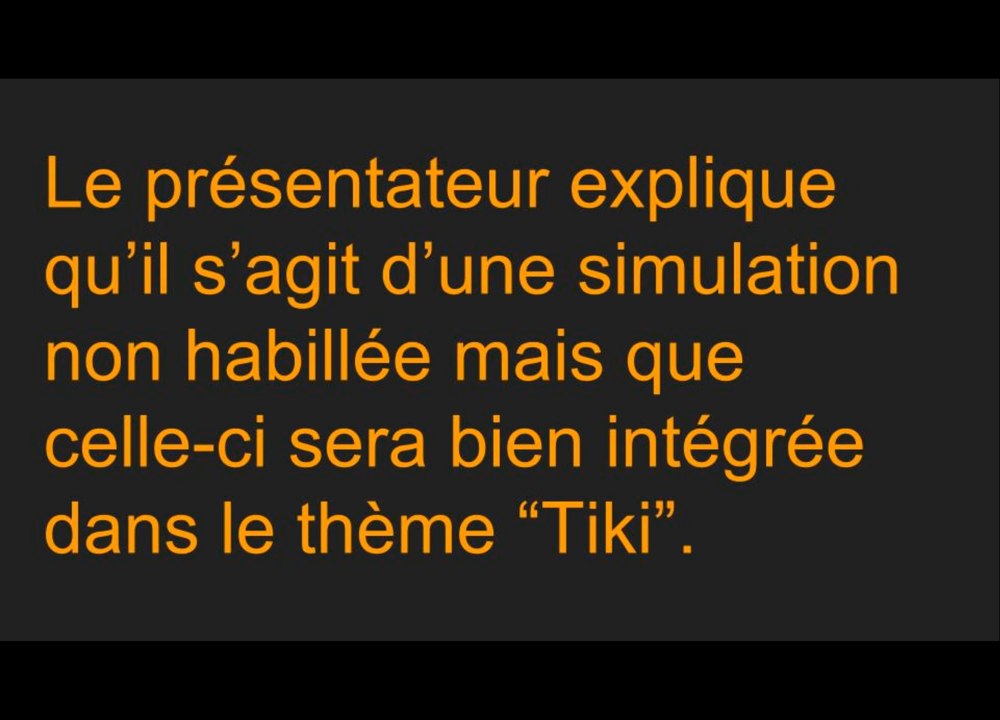 Le présentateur explique
qu’il s’agit d’une simulation
non habillée mais que
celle-ci sera bien intégrée
dans le thème “Tiki”.